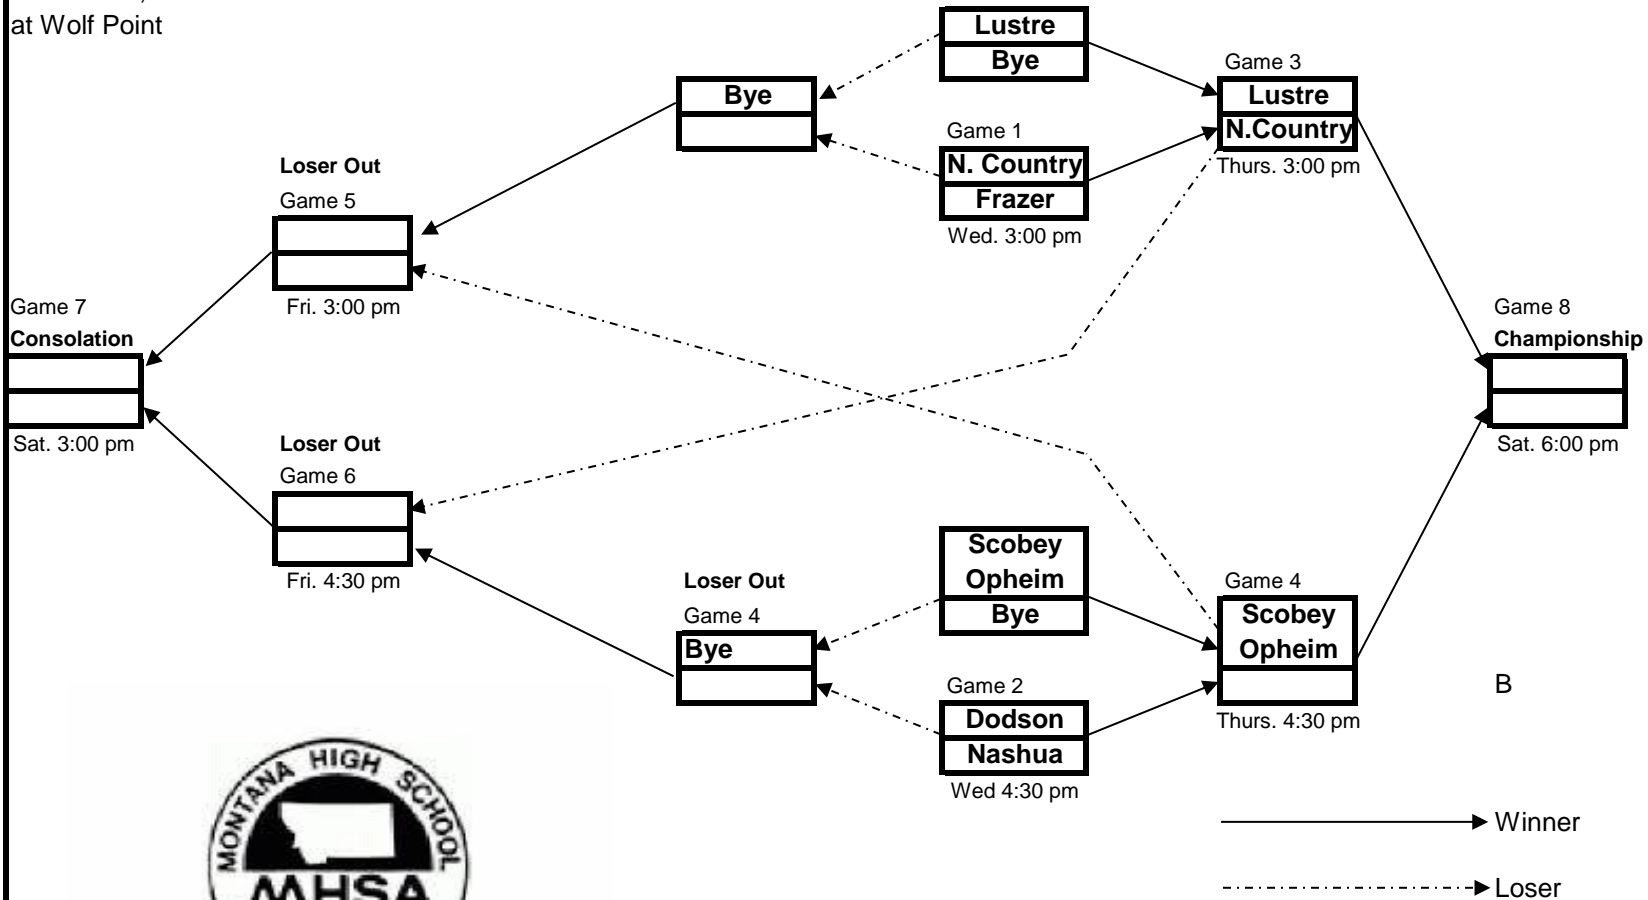 at Wolf Point
Lustre
Bye
Game 3
Bye
Lustre
N.Country
Thurs. 3:00 pm
Game 1
N. Country
Frazer
Wed. 3:00 pm
Loser Out
Game 5
Fri. 3:00 pm
Game 7
Consolation
Sat. 3:00 pm
Game 8
Championship
Sat. 6:00 pm
Loser Out
Game 6
Fri. 4:30 pm
Loser Out
Game 4
Bye
Scobey
Opheim
Bye
Game 4
Scobey
Opheim
Thurs. 4:30 pm
B
Game 2
Dodson
Nashua
Wed 4:30 pm
MONTANA HIGH SCHOOL
MHSA
Winner
Loser